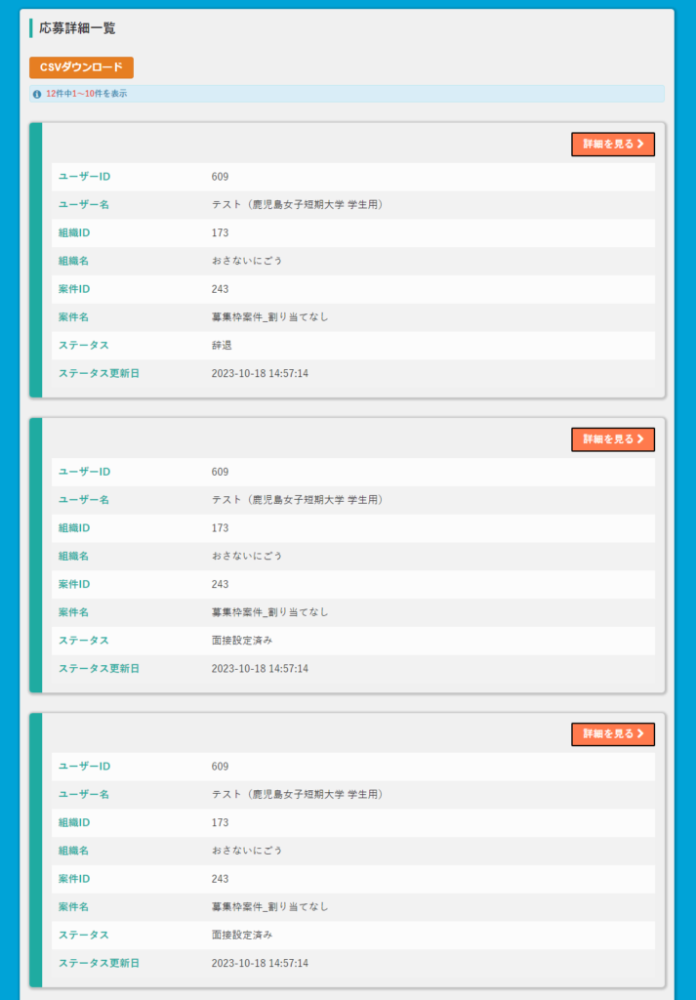 応募詳細一覧
CSVダウンロード
12件中1～10件を表示
詳細を見る
ユーザーID 609
ユーザー名 テスト（鹿児島女子短期大学 学生用）
組織ID 173
組織名 おさないにごう
案件ID 243
案件名 募集枠案件_割り当てなし
ステータス 辞退
ステータス更新日 2023-10-18 14:57:14
詳細を見る
ユーザーID 609
ユーザー名 テスト（鹿児島女子短期大学 学生用）
組織ID 173
組織名 おさないにごう
案件ID 243
案件名 募集枠案件_割り当てなし
ステータス 面接設定済み
ステータス更新日 2023-10-18 14:57:14
詳細を見る
ユーザーID 609
ユーザー名 テスト（鹿児島女子短期大学 学生用）
組織ID 173
組織名 おさないにごう
案件ID 243
案件名 募集枠案件_割り当てなし
ステータス 面接設定済み
ステータス更新日 2023-10-18 14:57:14